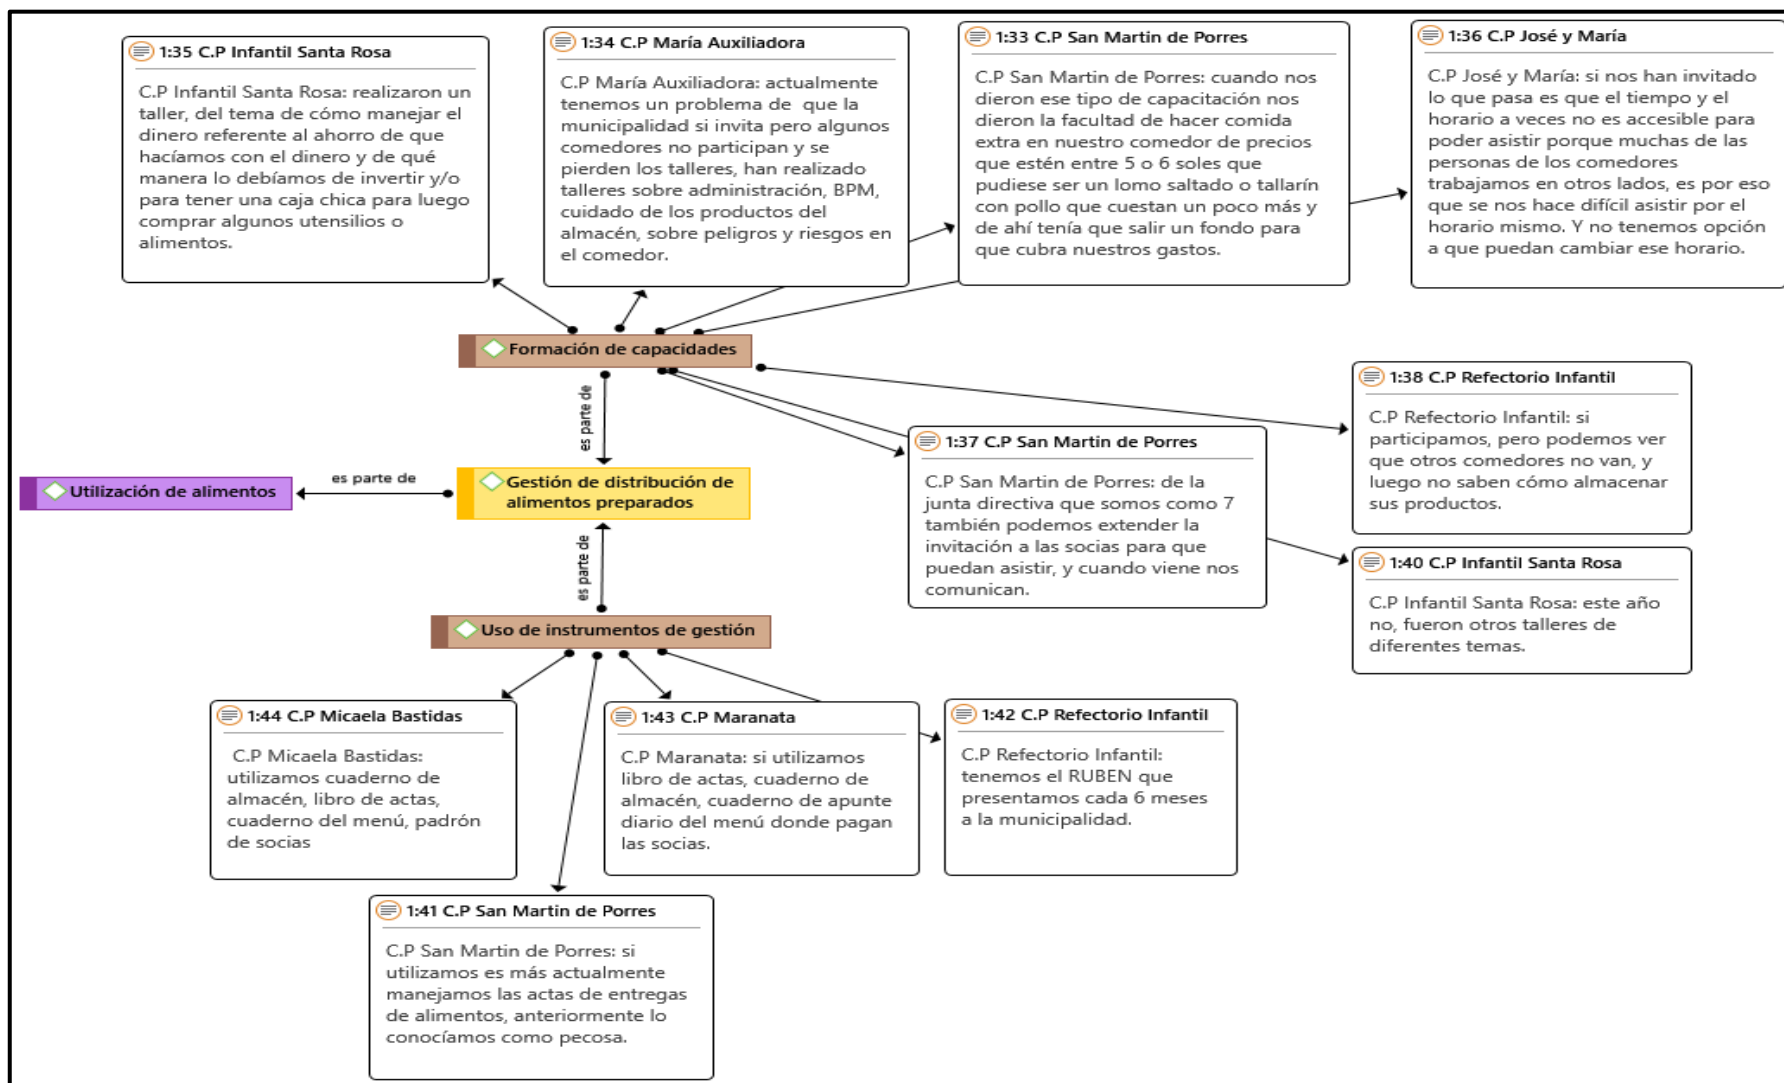 1:35 C.P Infantil Santa Rosa
C.P Infantil Santa Rosa: realizaron un
taller, del tema de cómo manejar el
dinero referente al ahorro de que
hacíamos con el dinero y de qué
manera lo debíamos de invertir y/o
para tener una caja chica para luego
comprar algunos utensilios o
alimentos.
1:34 C.P María Auxiliadora
C.P María Auxiliadora: actualmente
tenemos un problema de que la
municipalidad si invita pero algunos
comedores no participan y se
pierden los talleres, han realizado
talleres sobre administración, BPM,
cuidado de los productos del
almacén, sobre peligros y riesgos en
el comedor.
1:33 C.P San Martin de Porres
C.P San Martin de Porres: cuando nos
dieron ese tipo de capacitación nos
dieron la facultad de hacer comida
extra en nuestro comedor de precios
que estén entre 5 o 6 soles que
pudiese ser un lomo saltado o tallarín
con pollo que cuestan un poco más y
de ahí tenía que salir un fondo para
que cubra nuestros gastos.
1:36 C.P José y María
C.P José y María: si nos han invitado
lo que pasa es que el tiempo y el
horario a veces no es accesible para
poder asistir porque muchas de las
personas de los comedores
trabajamos en otros lados, es por eso
que se nos hace difícil asistir por el
horario mismo. Y no tenemos opción
a que puedan cambiar ese horario.
Formación de capacidades
es parte de
1:38 C.P Refectorio Infantil
C.P Refectorio Infantil: si
participamos, pero podemos ver
que otros comedores no van, y
luego no saben cómo almacenar
sus productos.
1:37 C.P San Martin de Porres
C.P San Martin de Porres: de la
junta directiva que somos como 7
también podemos extender la
invitación a las socias para que
puedan asistir, y cuando viene nos
comunican.
Utilización de alimentos
es parte de
Gestión de distribución de
alimentos preparados
es parte de
1:40 C.P Infantil Santa Rosa
C.P Infantil Santa Rosa: este año
no, fueron otros talleres de
diferentes temas.
Uso de instrumentos de gestión
1:44 C.P Micaela Bastidas
C.P Micaela Bastidas:
utilizamos cuaderno de
almacén, libro de actas,
cuaderno del menú, padrón
de socias
1:43 C.P Maranata
C.P Maranata: si utilizamos
libro de actas, cuaderno de
almacén, cuaderno de apunte
diario del menú donde pagan
las socias.
1:42 C.P Refectorio Infantil
C.P Refectorio Infantil:
tenemos el RUBEN que
presentamos cada 6 meses
a la municipalidad.
1:41 C.P San Martin de Porres
C.P San Martin de Porres: si
utilizamos es más actualmente
manejamos las actas de entregas
de alimentos, anteriormente lo
conocíamos como pecosa.